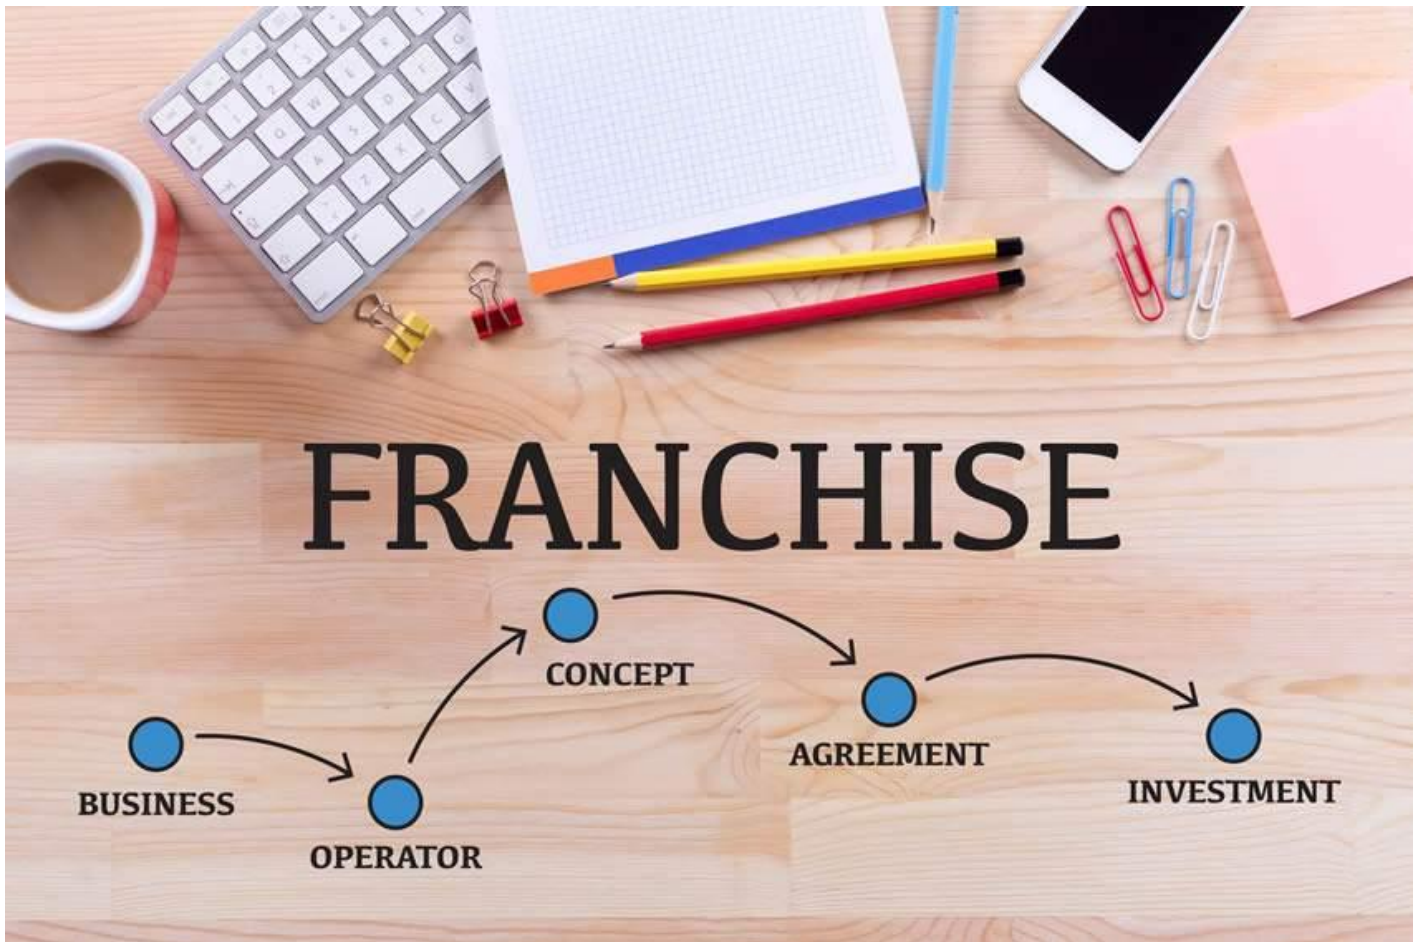 FRANCHISE
BUSINESS
OPERATOR
CONCEPT
AGREEMENT
INVESTMENT